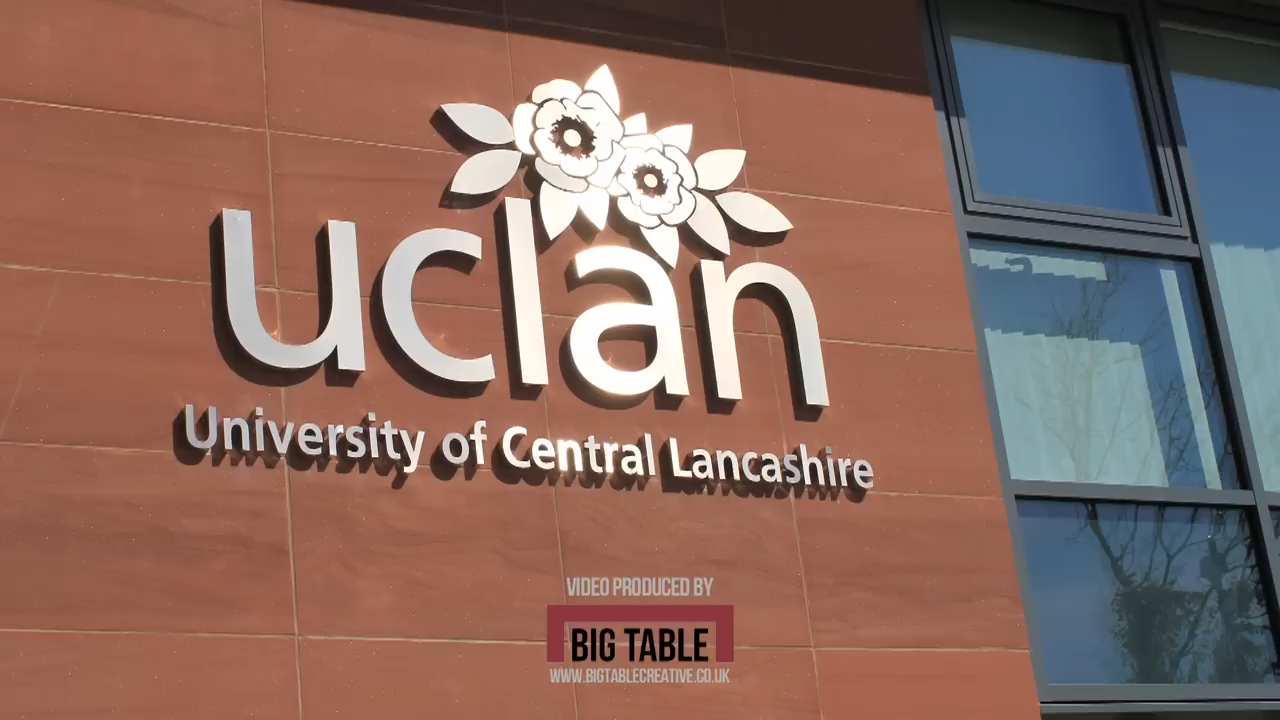 uclan
University of Central Lancashire
VIDEO PRODUCED BY
BIG TABLE
WWW.BIGTABLECREATIVE.CO.UK